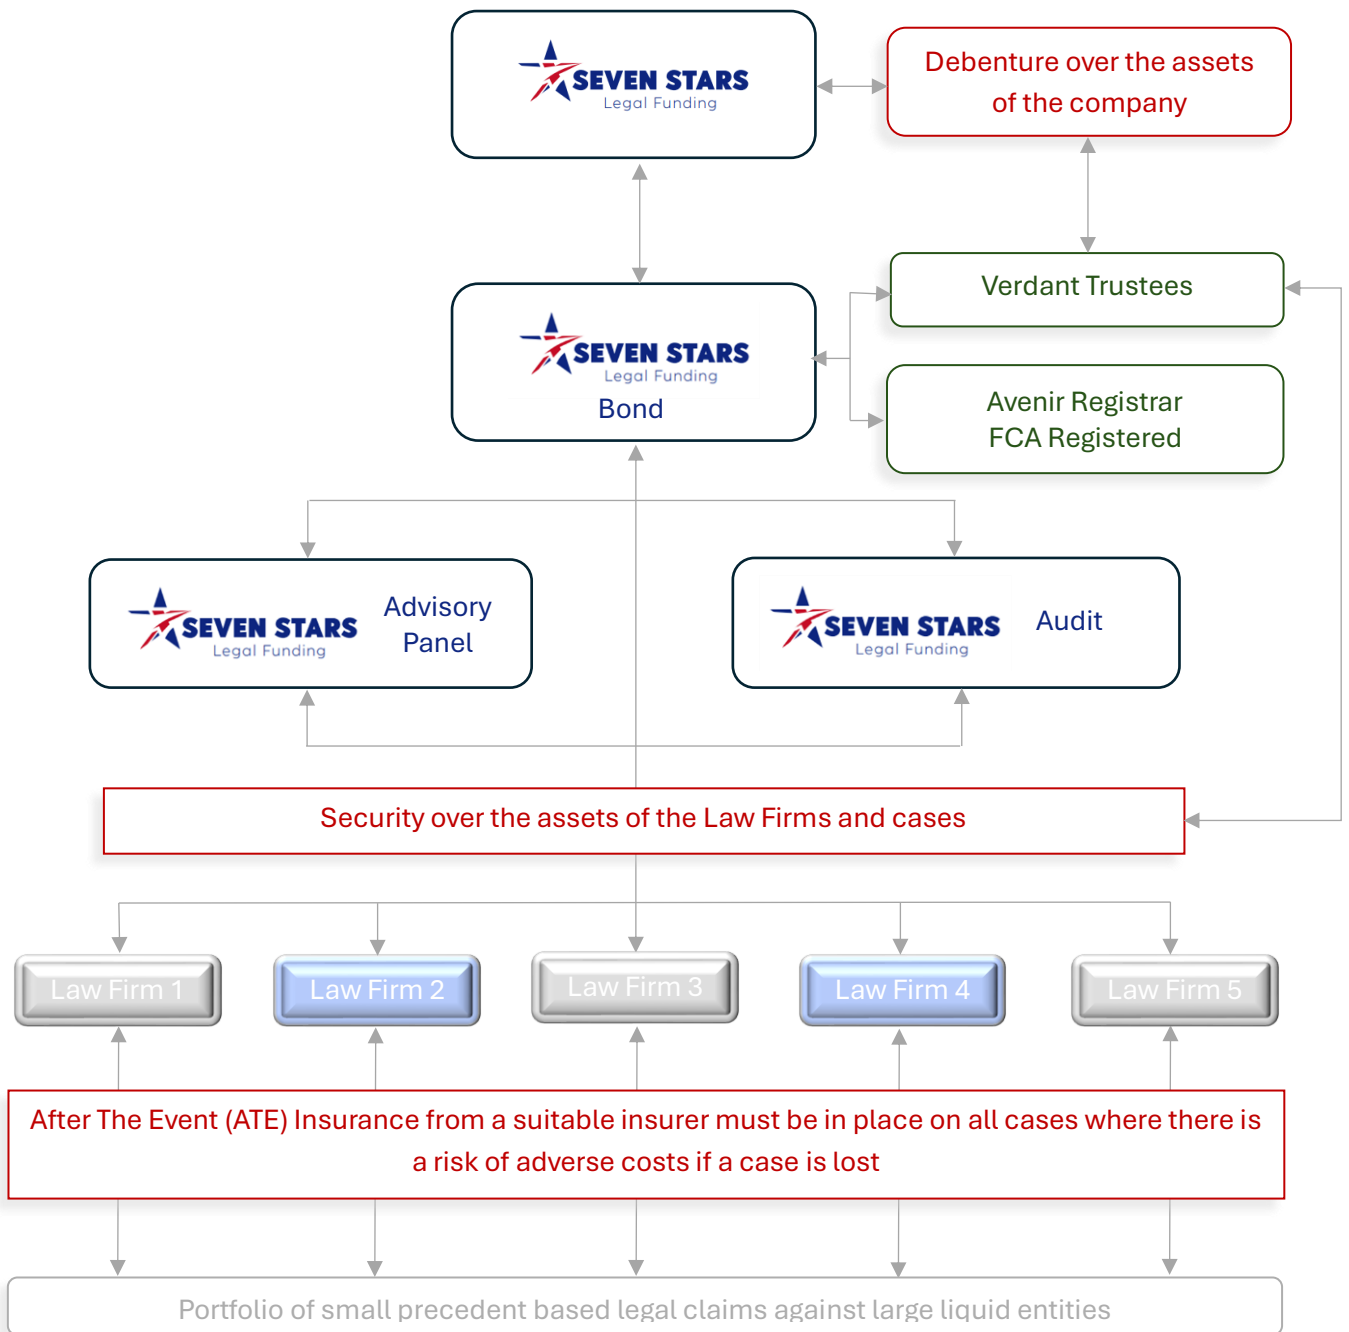 SEVEN STARS
Legal Funding
Debenture over the assets
of the company
Verdant Trustees
SEVEN STARS
Legal Funding
Bond
Avenir Registrar
FCA Registered
SEVEN STARS
Legal Funding
Advisory
Panel
SEVEN STARS
Legal Funding
Audit
Security over the assets of the Law Firms and cases
Law Firm 1
Law Firm 2
Law Firm 3
Law Firm 4
Law Firm 5
After The Event (ATE) Insurance from a suitable insurer must be in place on all cases where there is
a risk of adverse costs if a case is lost
Portfolio of small precedent based legal claims against large liquid entities